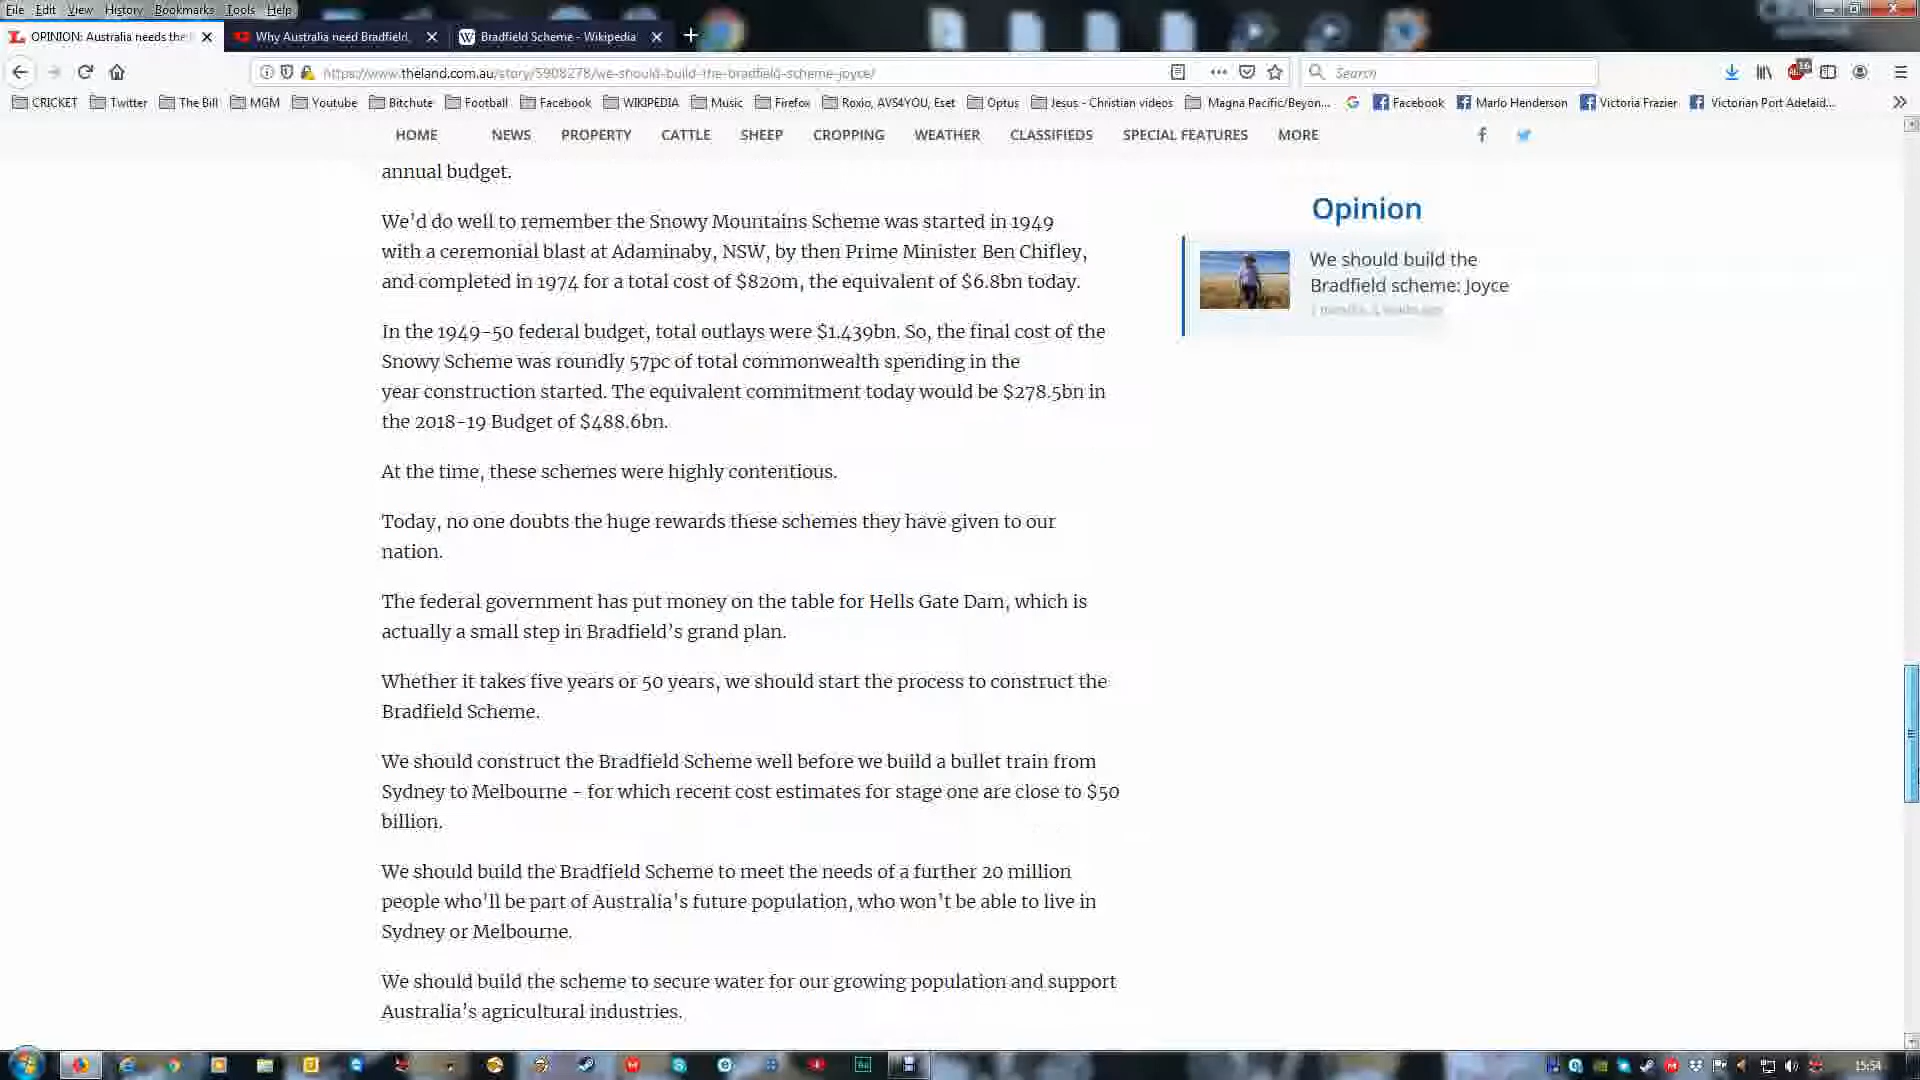 File Edit View History Bookmarks Tools Help
OPINION: Australia needs the
Why Australia need Bradfield
Bradfield Scheme - Wikipedia
https://www.theland.com.au/story/5908278/we-should-build-the-bradfield-scheme-joyce/
Search
16
CRICKET Twitter The Bill MGM Youtube Bitchute Football Facebook WIKIPEDIA Music Firefox Roxio, AVS4YOU, Eset Optus Jesus - Christian videos Magna Pacific/Beyon... Facebook Marlo Henderson Victoria Frazier Victorian Port Adelaid...
HOME NEWS PROPERTY CATTLE SHEEP CROPPING WEATHER CLASSIFIEDS SPECIAL FEATURES MORE
annual budget.
We’d do well to remember the Snowy Mountains Scheme was started in 1949
with a ceremonial blast at Adaminaby, NSW, by then Prime Minister Ben Chifley,
and completed in 1974 for a total cost of $820m, the equivalent of $6.8bn today.
In the 1949-50 federal budget, total outlays were $1.439bn. So, the final cost of the
Snowy Scheme was roundly 57pc of total commonwealth spending in the
year construction started. The equivalent commitment today would be $278.5bn in
the 2018-19 Budget of $488.6bn.
At the time, these schemes were highly contentious.
Today, no one doubts the huge rewards these schemes they have given to our
nation.
The federal government has put money on the table for Hells Gate Dam, which is
actually a small step in Bradfield’s grand plan.
Whether it takes five years or 50 years, we should start the process to construct the
Bradfield Scheme.
We should construct the Bradfield Scheme well before we build a bullet train from
Sydney to Melbourne - for which recent cost estimates for stage one are close to $50
billion.
We should build the Bradfield Scheme to meet the needs of a further 20 million
people who’ll be part of Australia’s future population, who won’t be able to live in
Sydney or Melbourne.
We should build the scheme to secure water for our growing population and support
Australia’s agricultural industries.
Opinion
We should build the
Bradfield scheme: Joyce
15:54